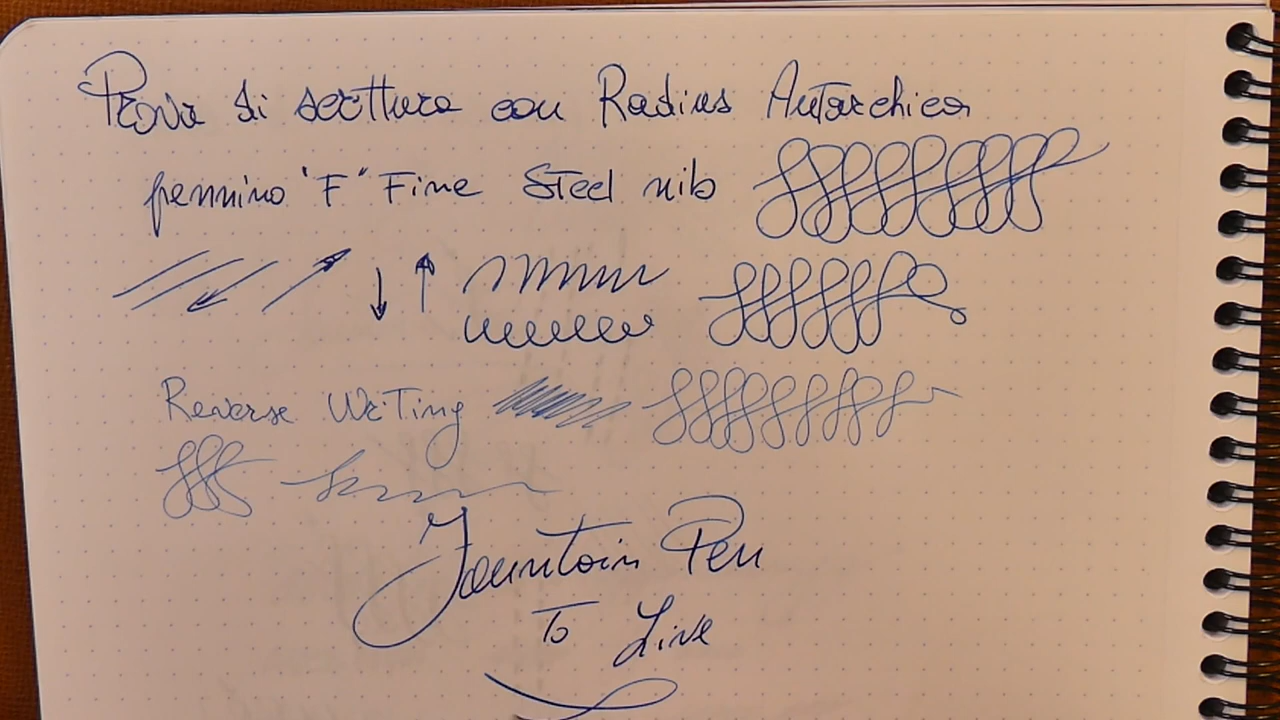 Prova di scrittura con Radius Autarchica
pennino "F" Fine Steel nib
Reverse Writing
Fountain Pen
To Live